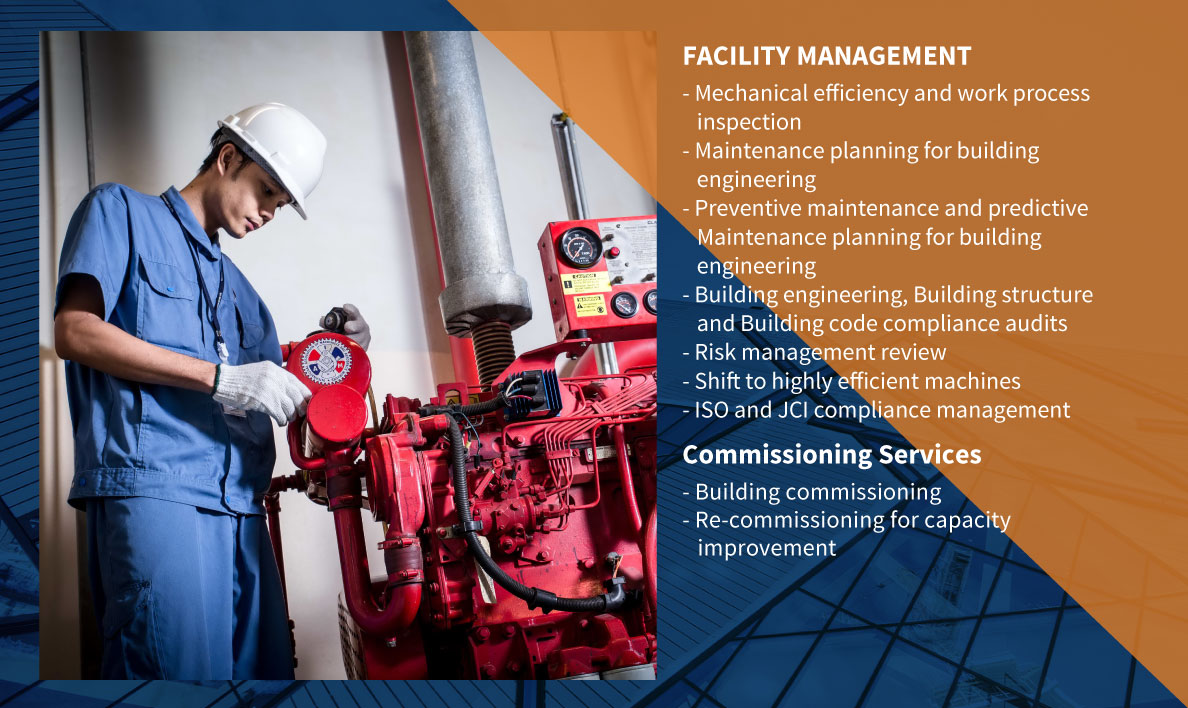 FACILITY MANAGEMENT
- Mechanical efficiency and work process
inspection
- Maintenance planning for building
engineering
- Preventive maintenance and predictive
Maintenance planning for building
engineering
- Building engineering, Building structure
and Building code compliance audits
- Risk management review
- Shift to highly efficient machines
- ISO and JCI compliance management
Commissioning Services
- Building commissioning
- Re-commissioning for capacity
improvement
CAUTION
WARNING